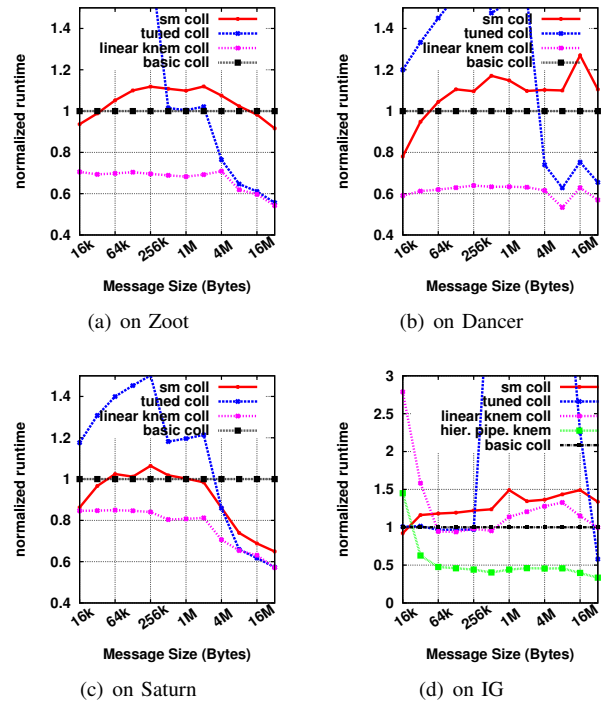 sm coll
tuned coll
linear knem coll
basic coll
normalized runtime
1.4
1.2
1
0.8
0.6
0.4
16k
64k
256k
1M
4M
16M
Message Size (Bytes)
(a) on Zoot
sm coll
tuned coll
linear knem coll
basic coll
normalized runtime
1.4
1.2
1
0.8
0.6
0.4
16k
64k
256k
1M
4M
16M
Message Size (Bytes)
(b) on Dancer
sm coll
tuned coll
linear knem coll
basic coll
normalized runtime
1.4
1.2
1
0.8
0.6
0.4
16k
64k
256k
1M
4M
16M
Message Size (Bytes)
(c) on Saturn
sm coll
tuned coll
linear knem coll
hier. pipe. knem
basic coll
normalized runtime
3
2.5
2
1.5
1
0.5
0
16k
64k
256k
1M
4M
16M
Message Size (Bytes)
(d) on IG